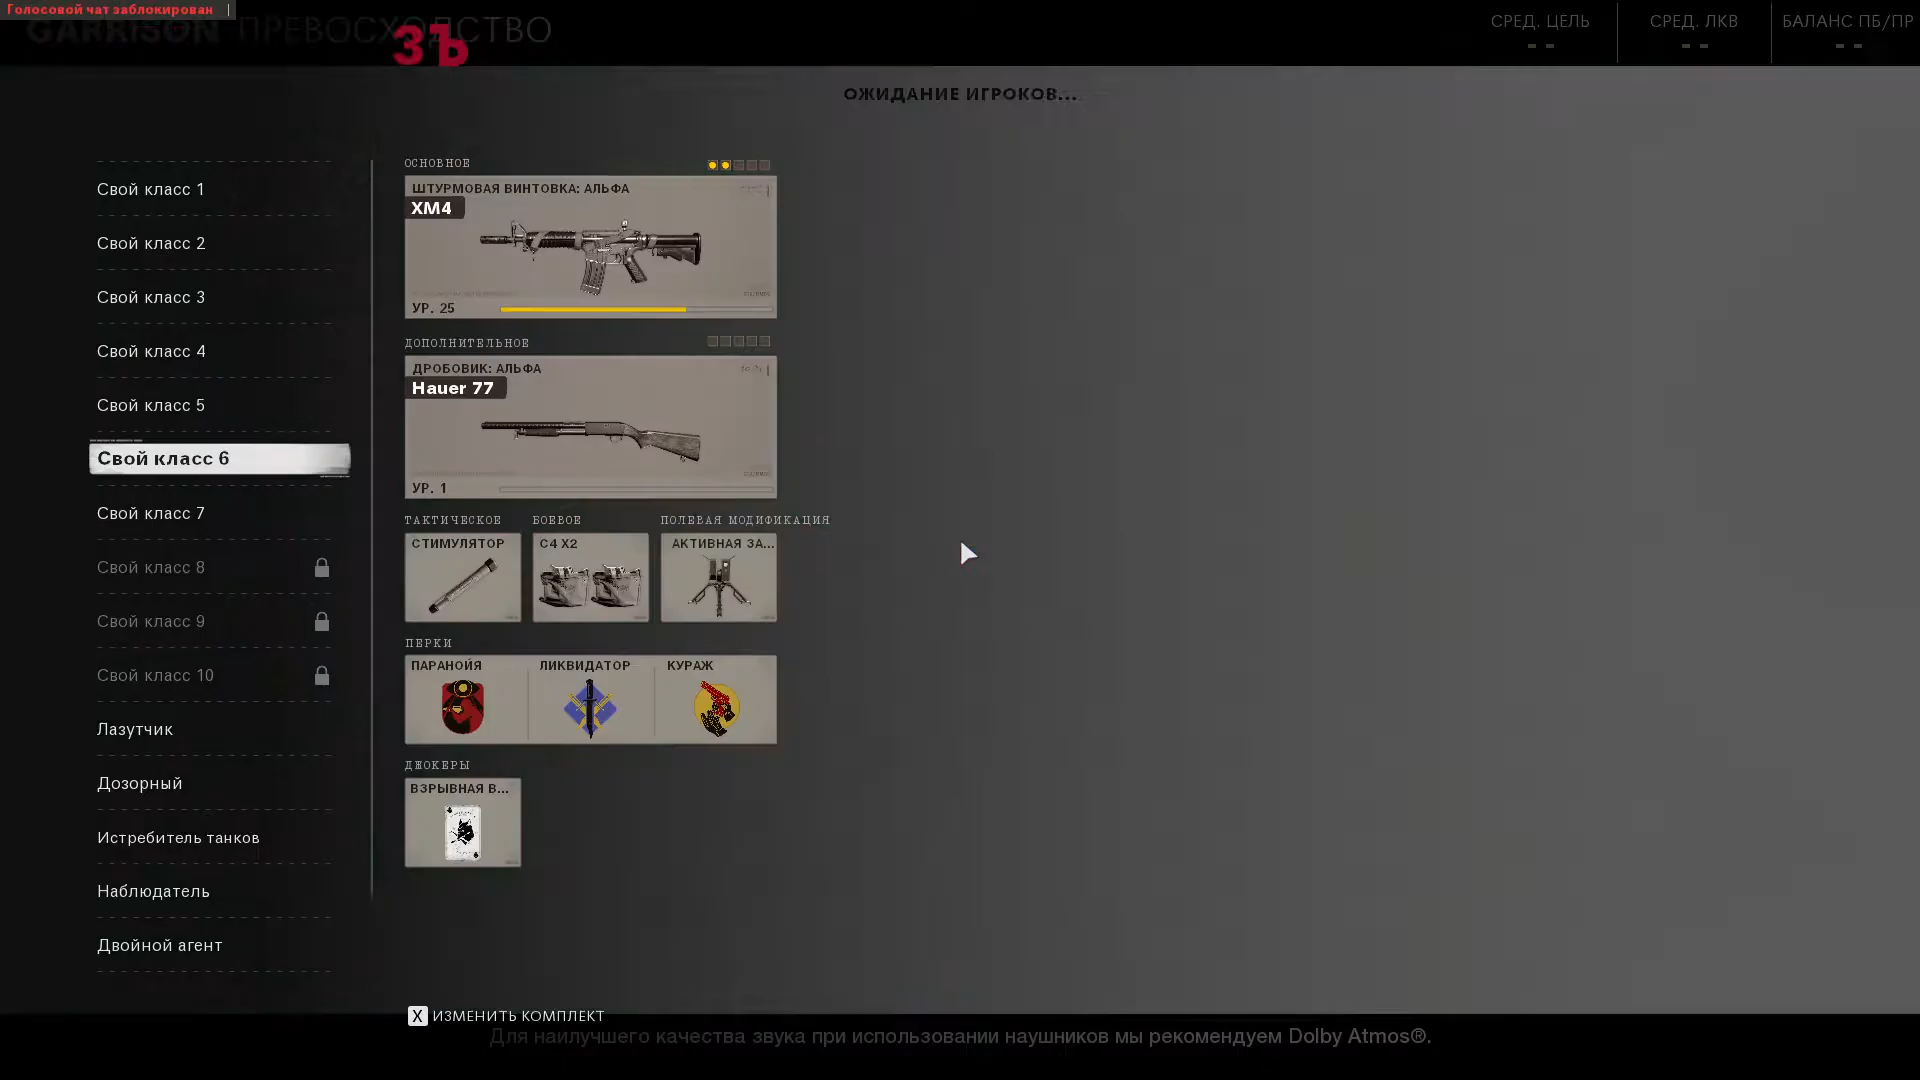 Голосовой чат заблокирован |
GARRISON ПРЕВОСХОДСТВО
ЗЪ
СРЕД. ЦЕЛЬ
СРЕД. ЛКВ
БАЛАНС ПБ/ПР
- -
- -
- -
ОЖИДАНИЕ ИГРОКОВ...
Свой класс 1
Свой класс 2
Свой класс 3
Свой класс 4
Свой класс 5
Свой класс 6
Свой класс 7
Свой класс 8
Свой класс 9
Свой класс 10
Лазутчик
Дозорный
Истребитель танков
Наблюдатель
Двойной агент
ОСНОВНОЕ
ШТУРМОВАЯ ВИНТОВКА: АЛЬФА
XM4
УР. 25
ДОПОЛНИТЕЛЬНОЕ
ДРОБОВИК: АЛЬФА
Hauer 77
УР. 1
ТАКТИЧЕСКОЕ
БОЕВОЕ
ПОЛЕВАЯ МОДИФИКАЦИЯ
СТИМУЛЯТОР
C4 X2
АКТИВНАЯ ЗА...
ПЕРКИ
ПАРАНОЙЯ
ЛИКВИДАТОР
КУРАЖ
ДЖОКЕРЫ
ВЗРЫВНАЯ В...
X ИЗМЕНИТЬ КОМПЛЕКТ
Для наилучшего качества звука при использовании наушников мы рекомендуем Dolby Atmos®.